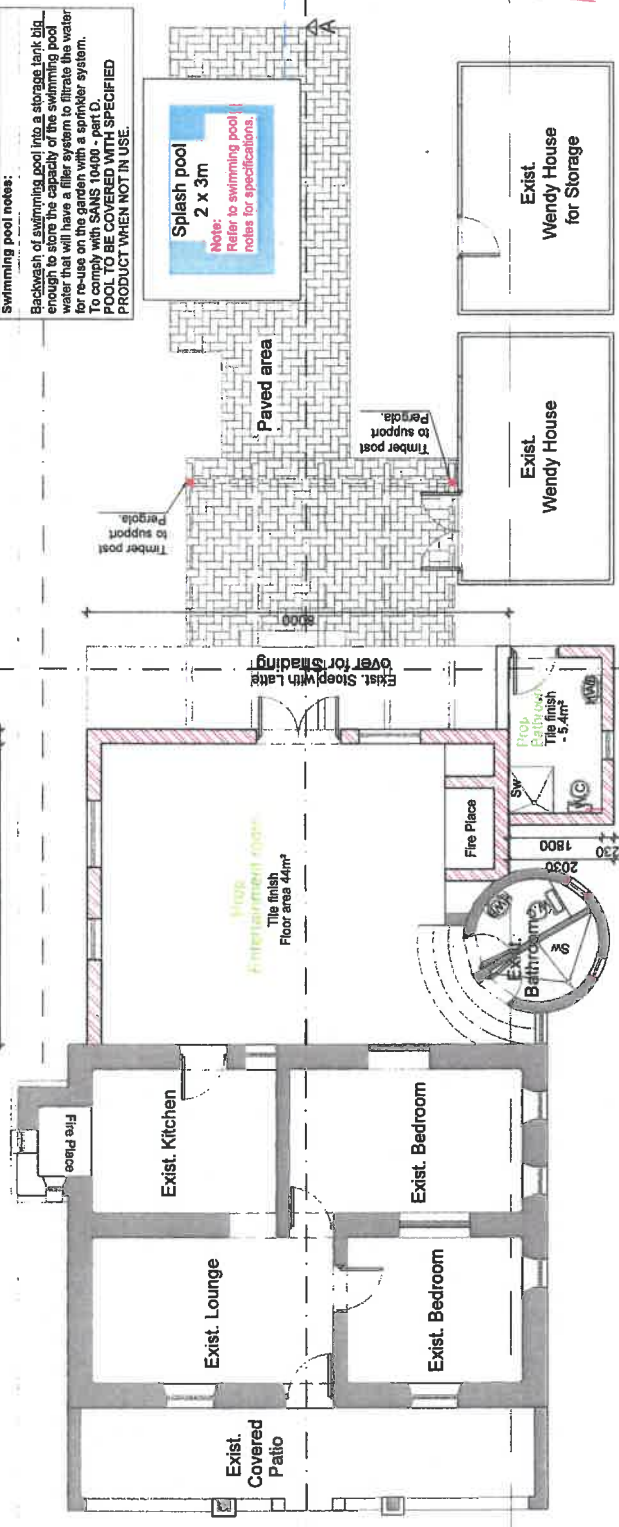 Swimming pool notes:
Backwash of swimming pool into a storage tank big
enough to store the capacity of the swimming pool
water that will have a filler system to filtrate the water
for re-use on the garden with a sprinkler system.
To comply with SANS 10400 - part D.
POOL TO BE COVERED WITH SPECIFIED
PRODUCT WHEN NOT IN USE.
Splash pool
2 x 3m
Note:
Refer to swimming pool
notes for specifications.
A
Paved area
Timber post
to support
Pergola.
Timber post
to support
Pergola.
Exist.
Wendy House
for Storage
Exist.
Wendy House
8000
Exist. Stoep with Latte
over for Shading
Prop
Entertainment room
Tile finish
Floor area 44m²
Fire Place
Prop
Bathroom
Tile finish
- 5.4m²
Sw
WC
WHB
1800
230
2030
Exist.
Bathroom
Sw
Fire Place
Exist. Kitchen
Exist. Bedroom
Exist. Lounge
Exist. Bedroom
Exist.
Covered
Patio